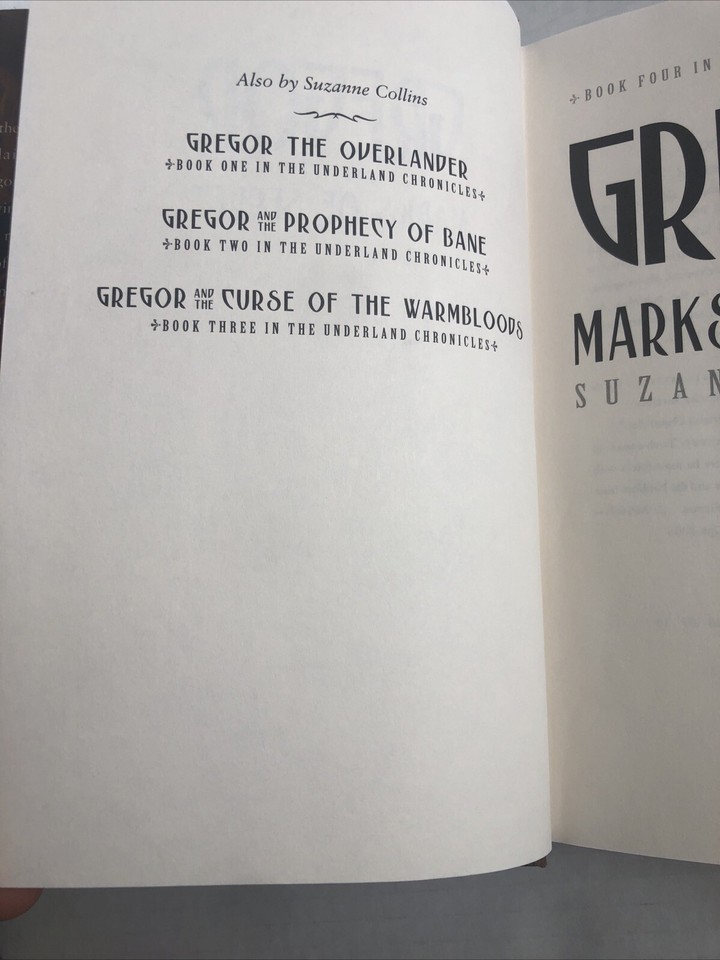 Also by Suzanne Collins
GREGOR THE OVERLANDER
BOOK ONE IN THE UNDERLAND CHRONICLES
GREGOR AND THE PROPHECY OF BANE
BOOK TWO IN THE UNDERLAND CHRONICLES
GREGOR AND THE CURSE OF THE WARMBLOODS
BOOK THREE IN THE UNDERLAND CHRONICLES
BOOK FOUR IN
GR
MARKS
SUZAN